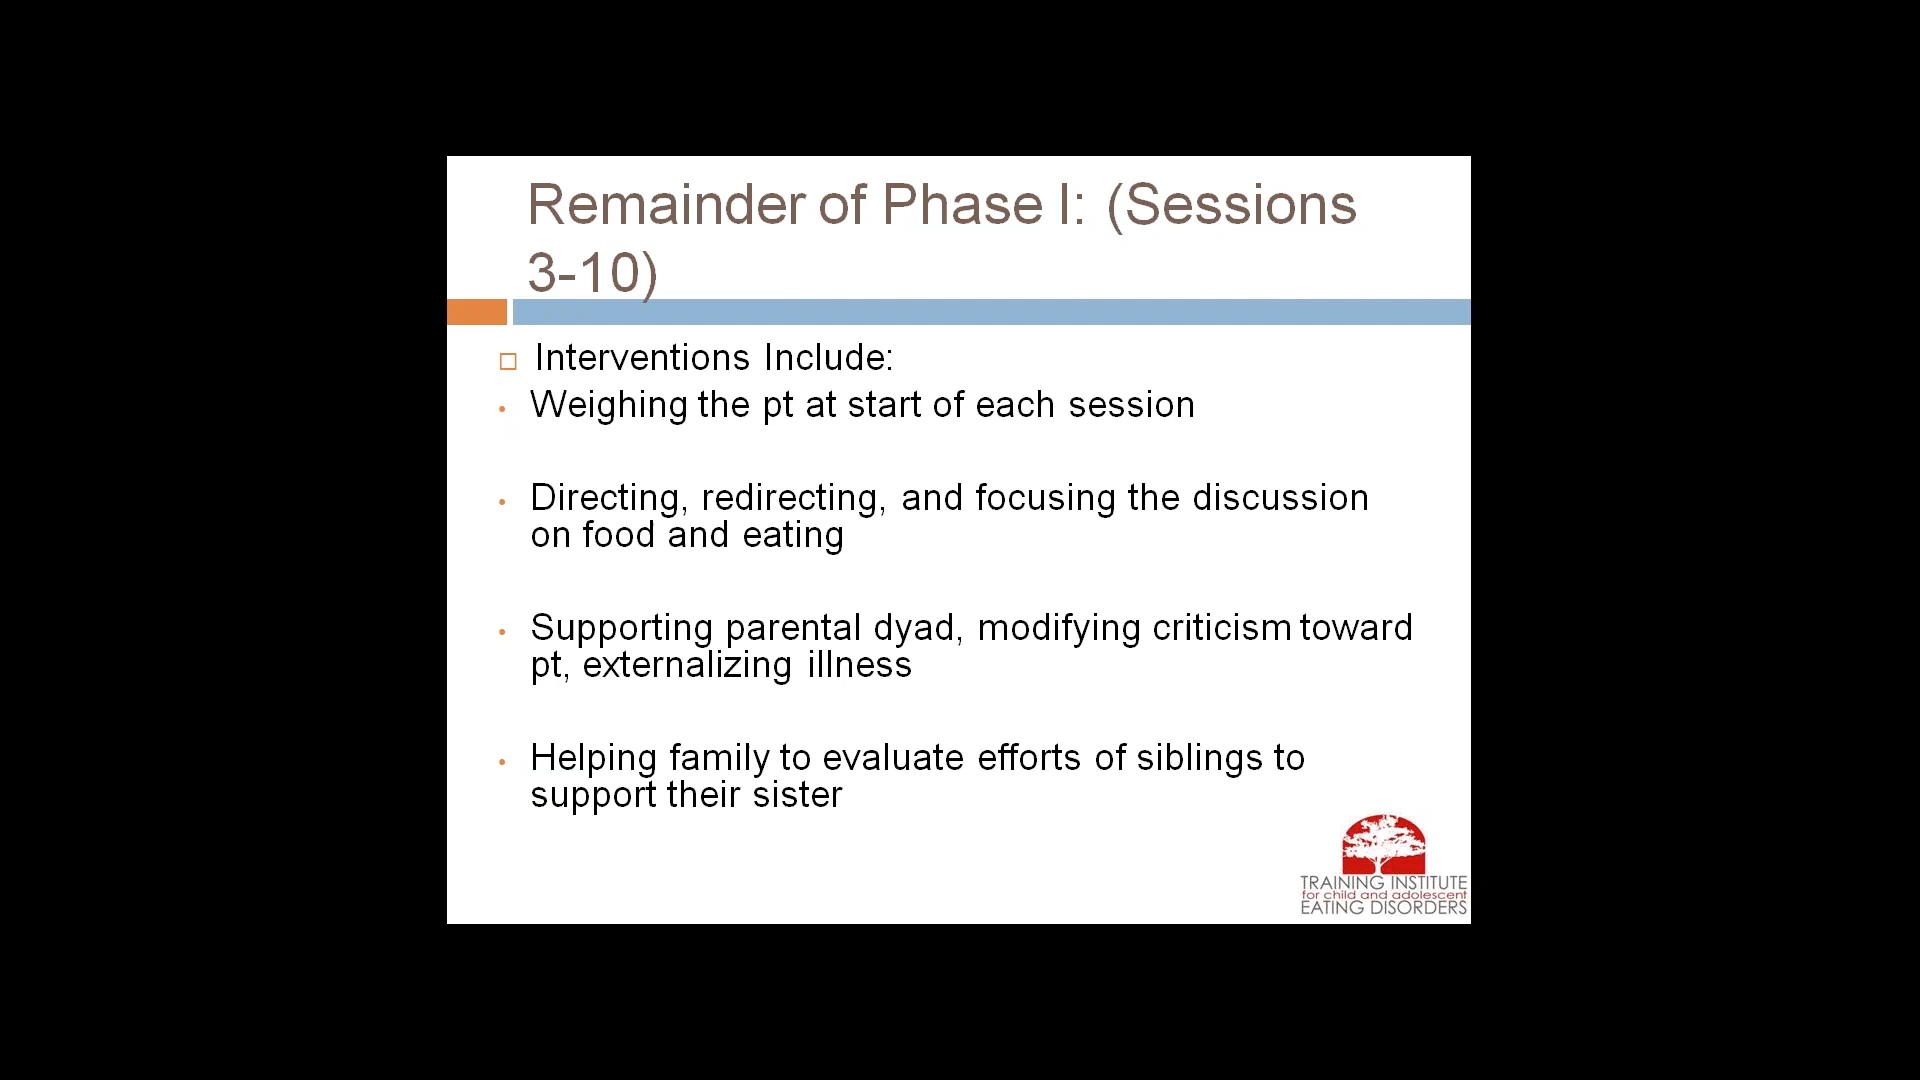 Remainder of Phase I: (Sessions
3-10)
Interventions Include:
Weighing the pt at start of each session
Directing, redirecting, and focusing the discussion
on food and eating
Supporting parental dyad, modifying criticism toward
pt, externalizing illness
Helping family to evaluate efforts of siblings to
support their sister
TRAINING INSTITUTE
for child and adolescent
EATING DISORDERS